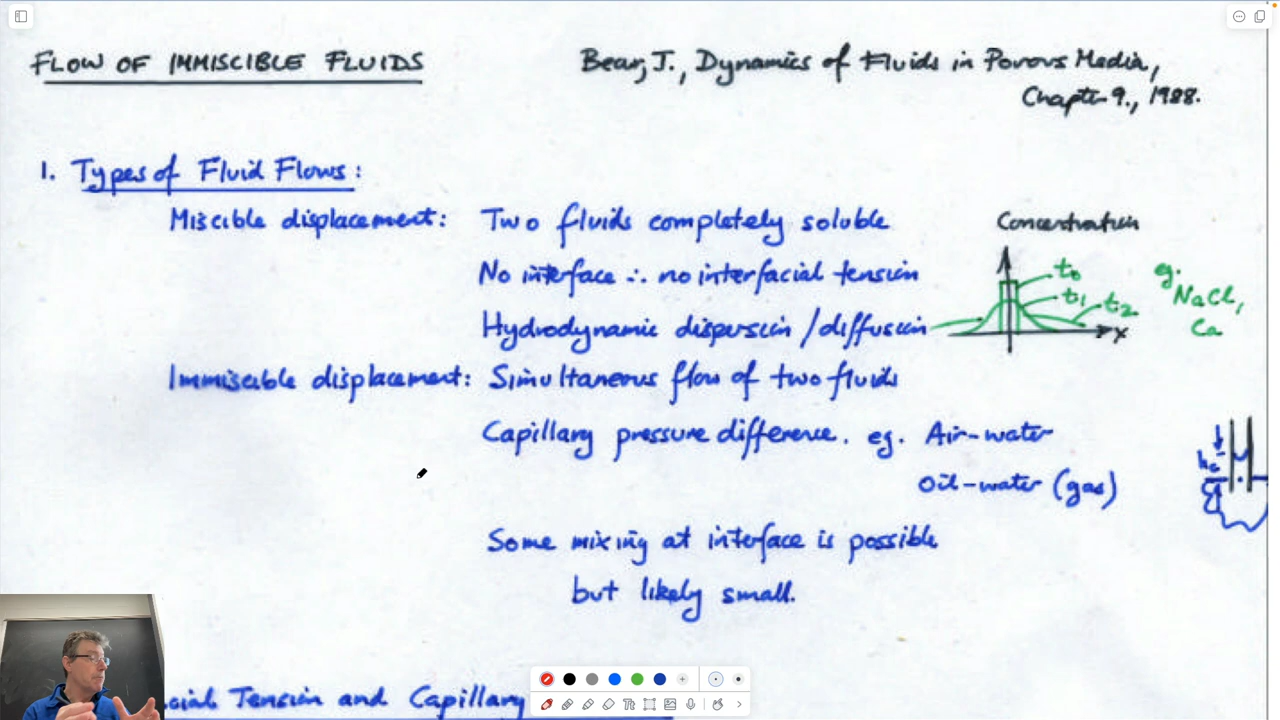 FLOW OF IMMISCIBLE FLUIDS
Bear, J., Dynamics of Fluids in Porous Media,
Chapter 9., 1988.
1. Types of Fluid Flows:
Miscible displacement: Two fluids completely soluble
No interface ∴ no interfacial tension
Hydrodynamic dispersion / diffusion
Concentration
t0
t1
t2
x
eg.
NaCl,
Ca
Immiscible displacement: Simultaneous flow of two fluids
Capillary pressure difference. eg. Air-water
Oil-water (gas)
hc
Some mixing at interface is possible
but likely small.
Tension and Capillary